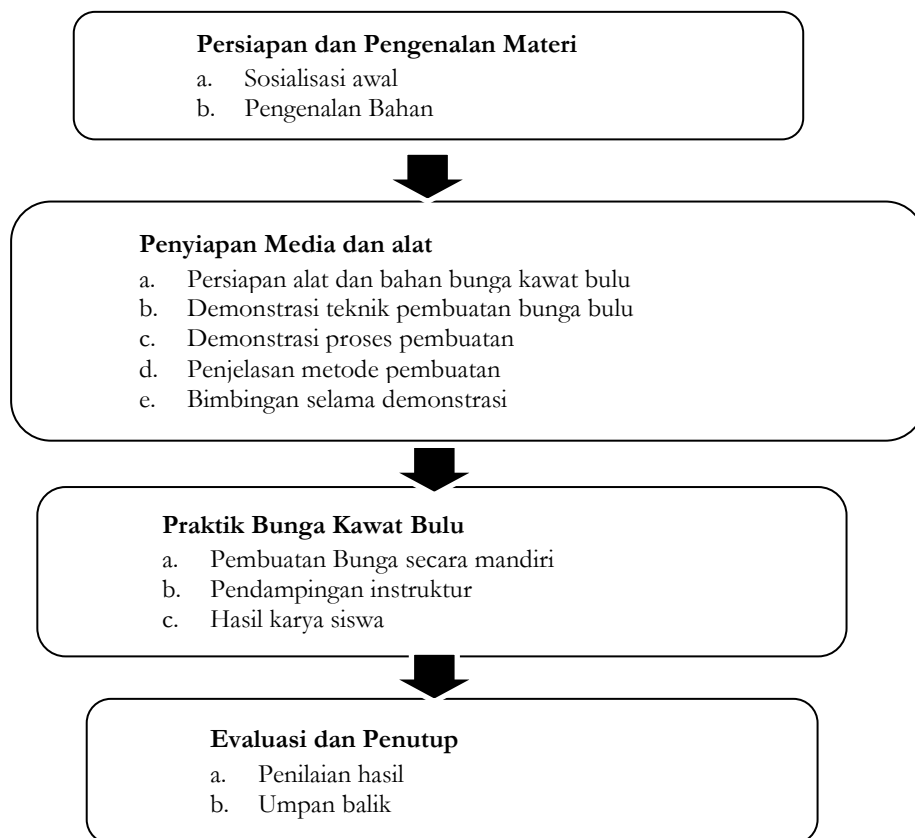 Persiapan dan Pengenalan Materi
a. Sosialisasi awal
b. Pengenalan Bahan
Penyiapan Media dan alat
a. Persiapan alat dan bahan bunga kawat bulu
b. Demonstrasi teknik pembuatan bunga bulu
c. Demonstrasi proses pembuatan
d. Penjelasan metode pembuatan
e. Bimbingan selama demonstrasi
Praktik Bunga Kawat Bulu
a. Pembuatan Bunga secara mandiri
b. Pendampingan instruktur
c. Hasil karya siswa
Evaluasi dan Penutup
a. Penilaian hasil
b. Umpan balik